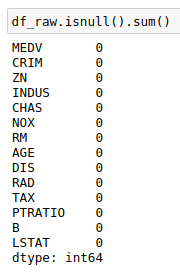 df_raw.isnull().sum()
MEDV 0
CRIM 0
ZN 0
INDUS 0
CHAS 0
NOX 0
RM 0
AGE 0
DIS 0
RAD 0
TAX 0
PTRATIO 0
B 0
LSTAT 0
dtype: int64